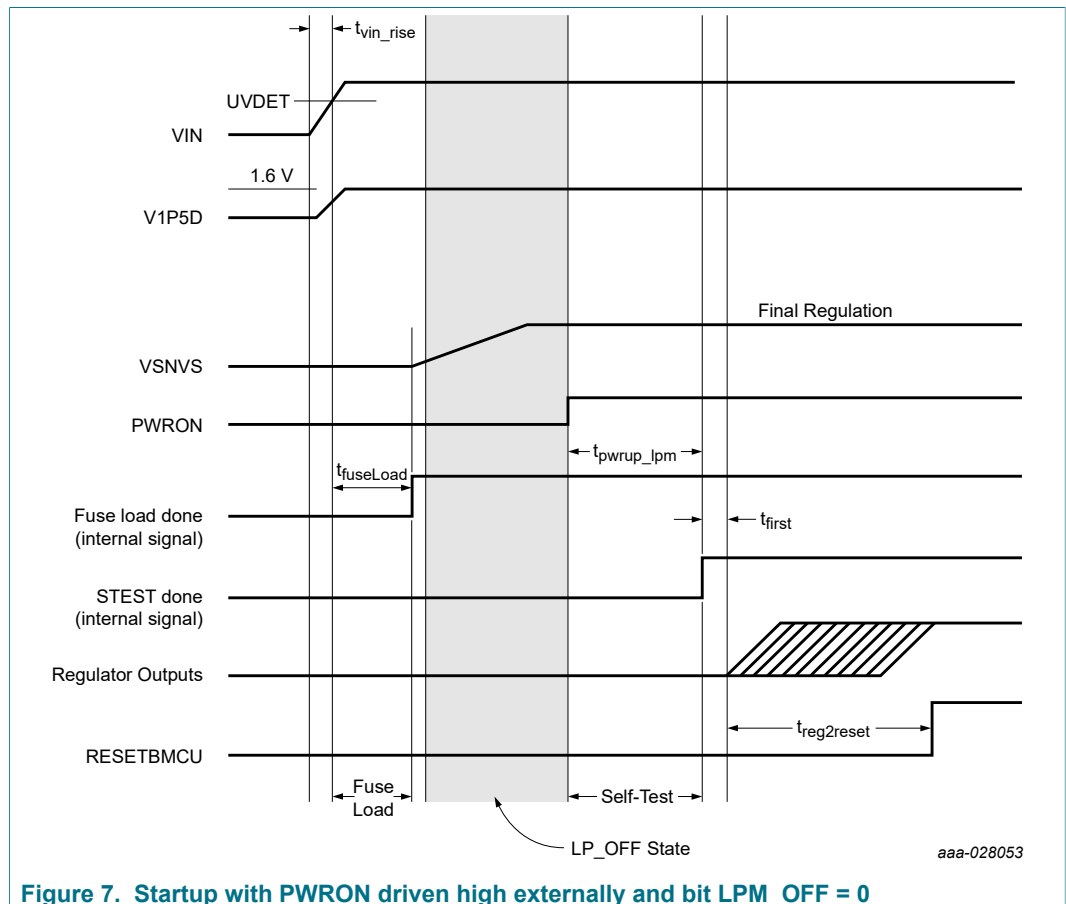 tvin_rise
UVDET
VIN
1.6 V
V1P5D
Final Regulation
VSNVS
PWRON
tpwrup_lpm
tfuseLoad
Fuse load done
(internal signal)
tfirst
STEST done
(internal signal)
Regulator Outputs
treg2reset
RESETBMCU
Fuse
Load
Self-Test
LP_OFF State
aaa-028053
Figure 7. Startup with PWRON driven high externally and bit LPM_OFF = 0